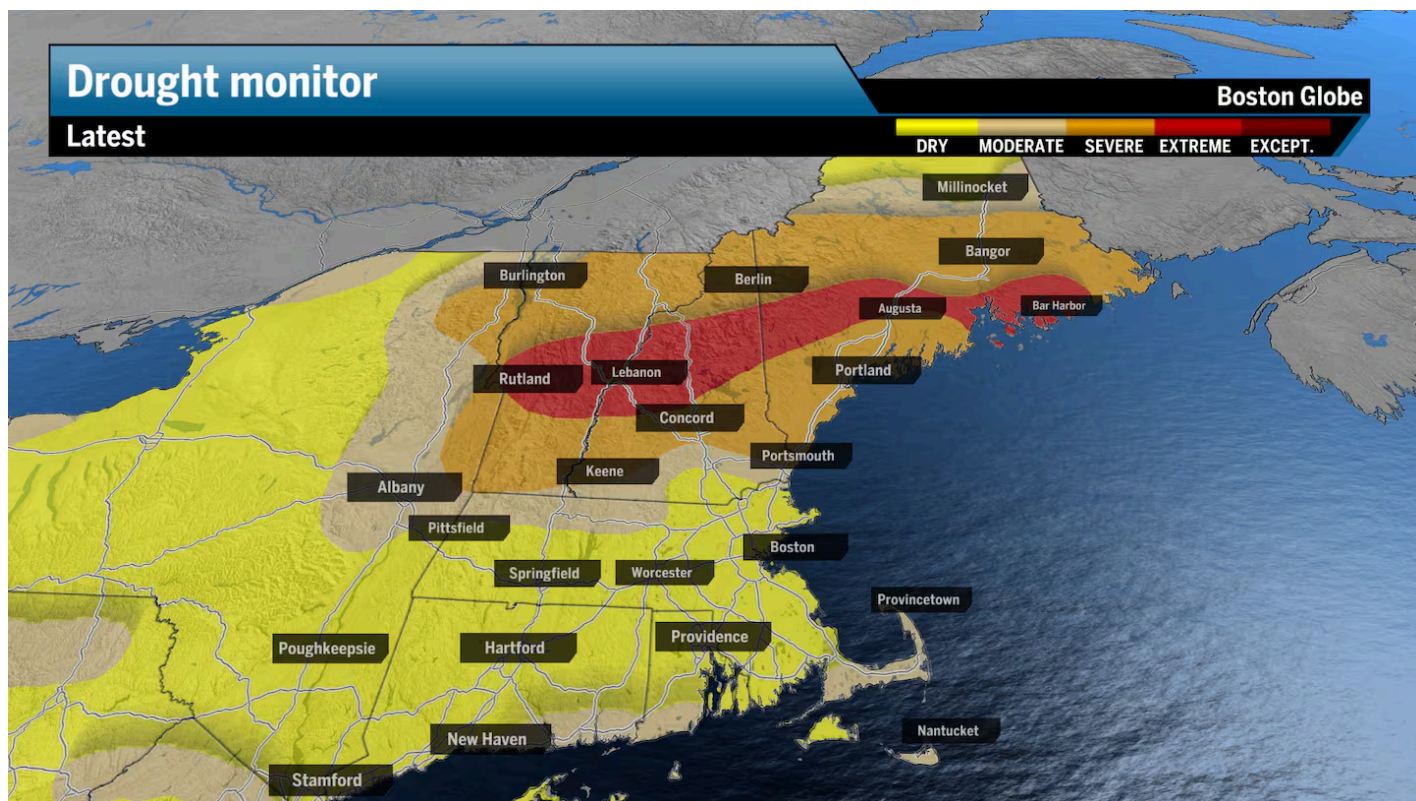 Drought monitor
Boston Globe
Latest
DRY MODERATE SEVERE EXTREME EXCEPT.
Millinocket
Bangor
Burlington
Berlin
Augusta
Bar Harbor
Rutland
Lebanon
Portland
Concord
Portsmouth
Keene
Albany
Pittsfield
Boston
Springfield
Worcester
Provincetown
Poughkeepsie
Hartford
Providence
New Haven
Nantucket
Stamford